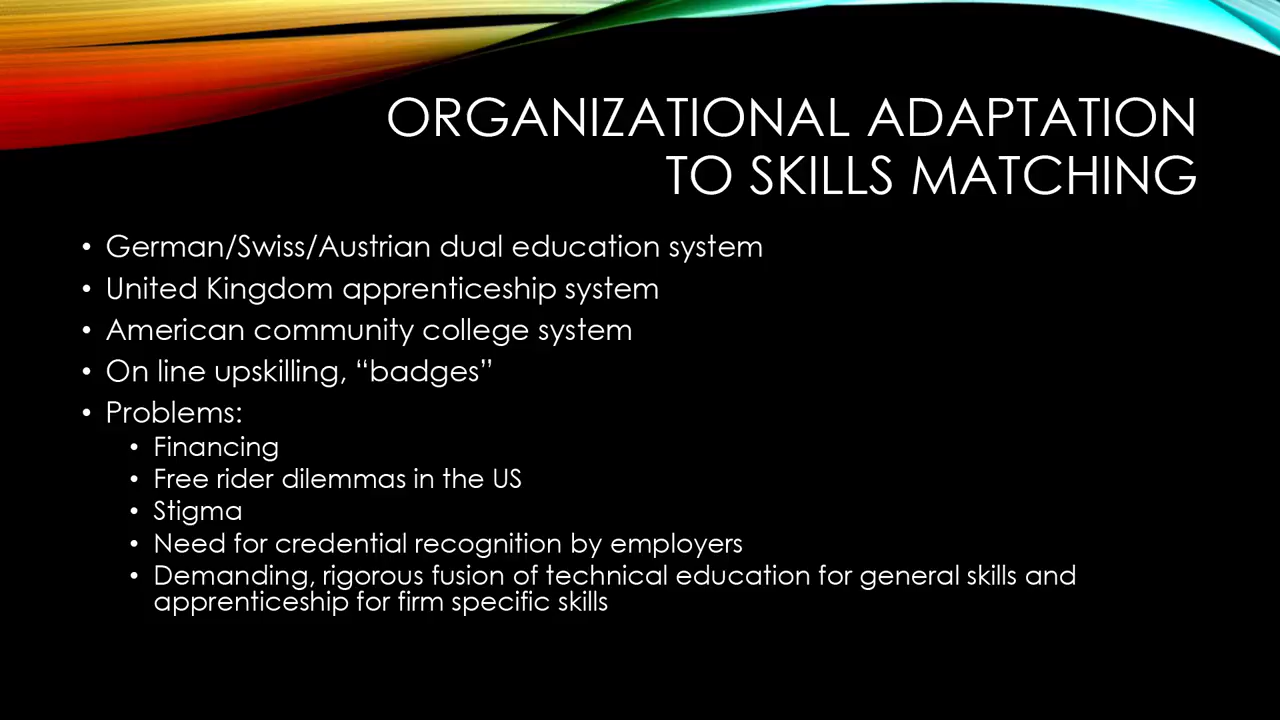 ORGANIZATIONAL ADAPTATION
TO SKILLS MATCHING
• German/Swiss/Austrian dual education system
• United Kingdom apprenticeship system
• American community college system
• On line upskilling, “badges”
• Problems:
• Financing
• Free rider dilemmas in the US
• Stigma
• Need for credential recognition by employers
• Demanding, rigorous fusion of technical education for general skills and
apprenticeship for firm specific skills